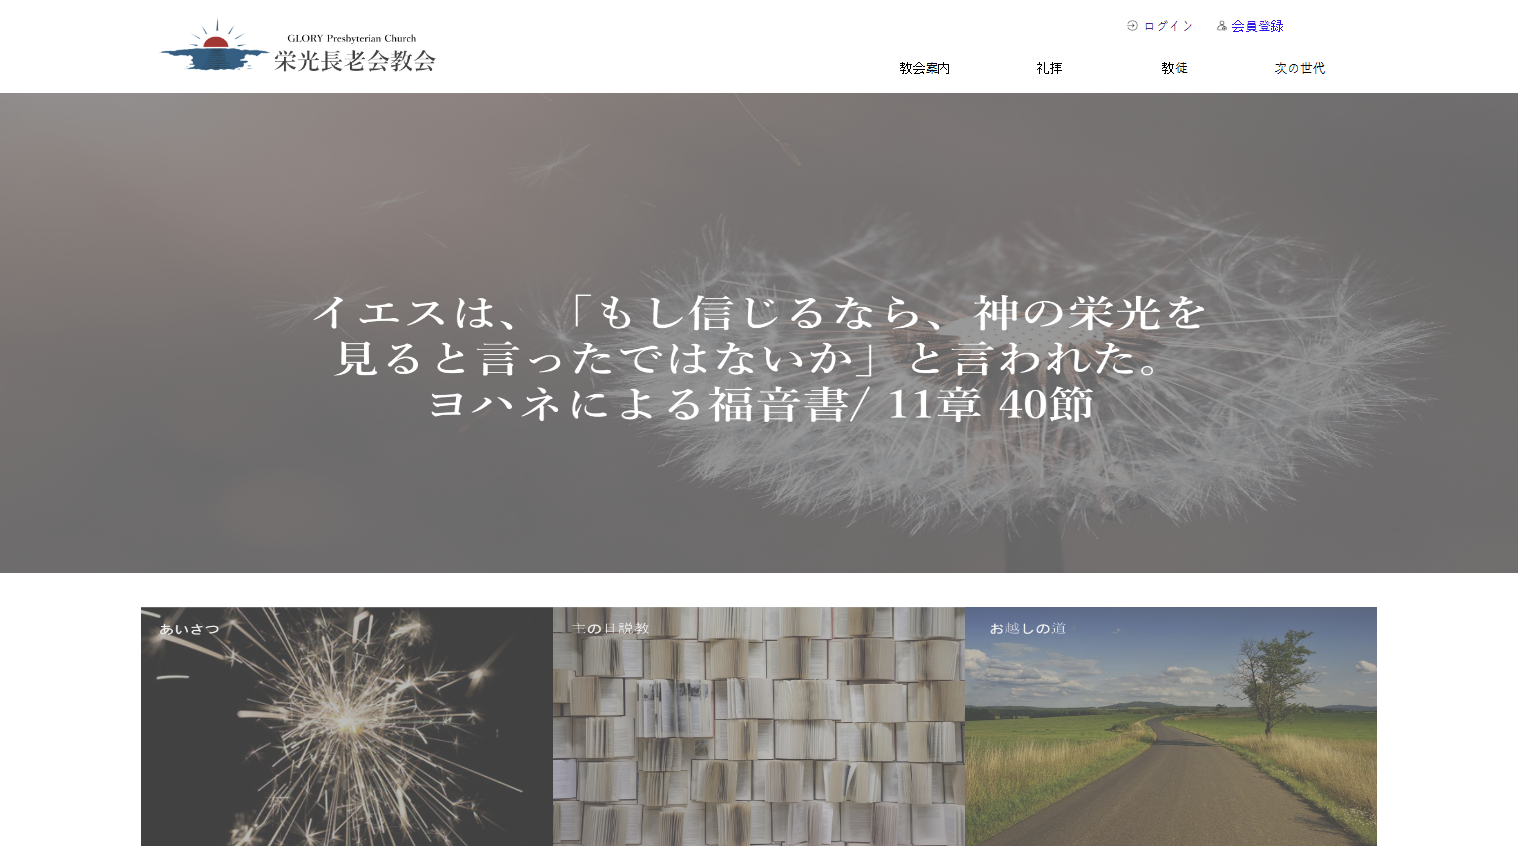 GLORY Presbyterian Church
栄光長老会教会
ログイン
会員登録
教会案内
礼拝
教徒
次の世代
イエスは、「もし信じるなら、神の栄光を
見ると言ったではないか」と言われた。
ヨハネによる福音書/ 11章 40節
あいさつ
主の日説教
お越しの道